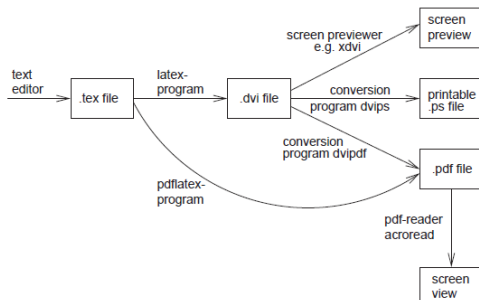 screen
preview
screen previewer
e.g. xdvi
text
editor
latex-
program
.tex file
.dvi file
conversion
program dvips
printable
.ps file
conversion
program dvipdf
.pdf file
pdflatex-
program
pdf-reader
acroread
screen
view